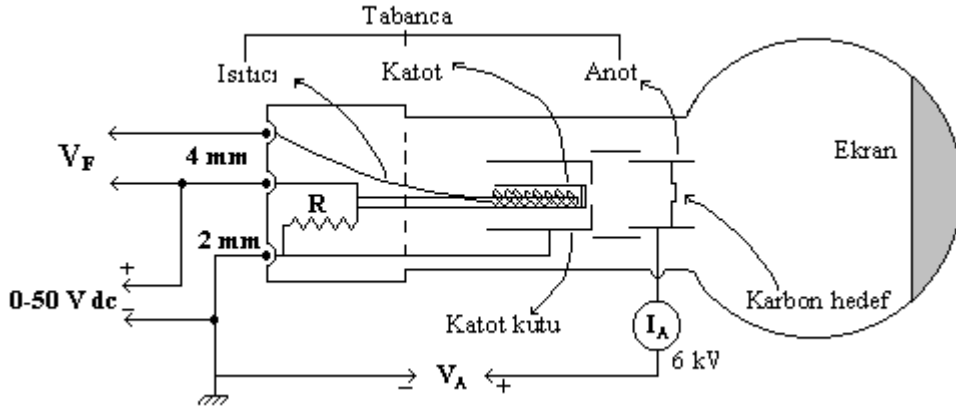 Tabanca
Isıtıcı
Katot
Anot
V_F
4 mm
Ekran
R
2 mm
+
0-50 V dc
−
Katot kutu
Karbon hedef
I_A
6 kV
− V_A +